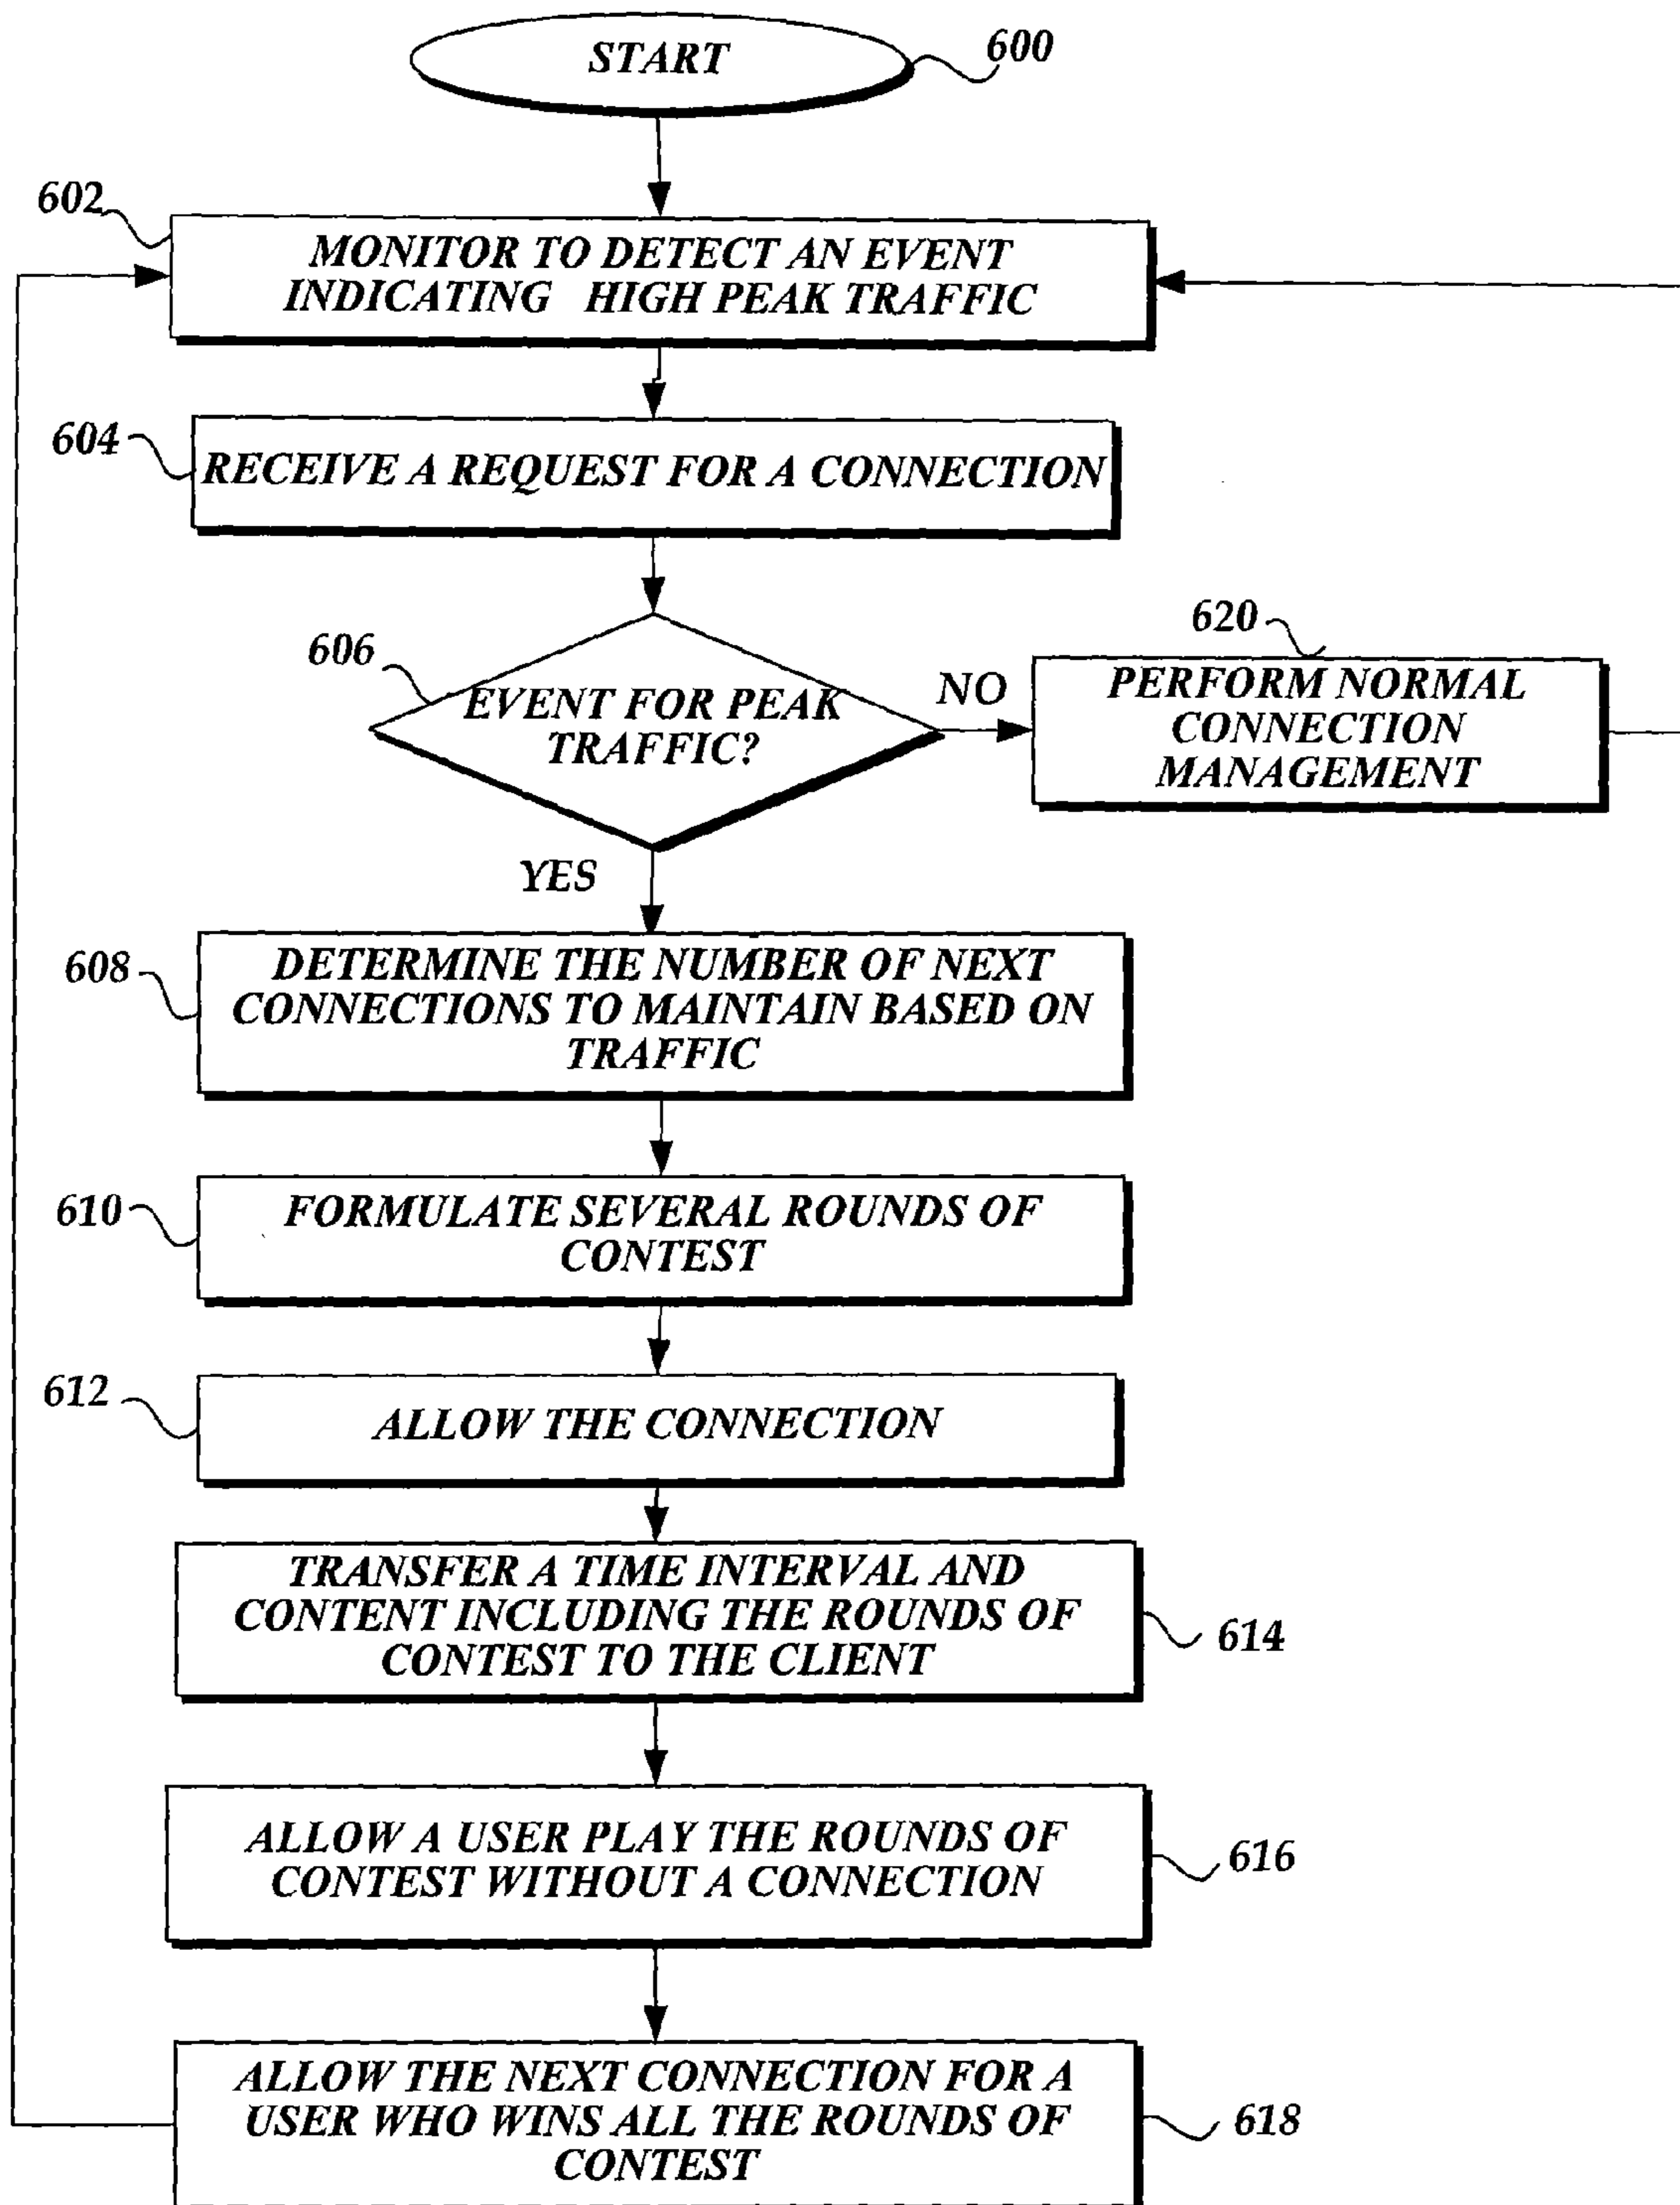 START
600
602
MONITOR TO DETECT AN EVENT
INDICATING HIGH PEAK TRAFFIC
604
RECEIVE A REQUEST FOR A CONNECTION
606
EVENT FOR PEAK
TRAFFIC?
NO
620
PERFORM NORMAL
CONNECTION
MANAGEMENT
YES
608
DETERMINE THE NUMBER OF NEXT
CONNECTIONS TO MAINTAIN BASED ON
TRAFFIC
610
FORMULATE SEVERAL ROUNDS OF
CONTEST
612
ALLOW THE CONNECTION
TRANSFER A TIME INTERVAL AND
CONTENT INCLUDING THE ROUNDS OF
CONTEST TO THE CLIENT
614
ALLOW A USER PLAY THE ROUNDS OF
CONTEST WITHOUT A CONNECTION
616
ALLOW THE NEXT CONNECTION FOR A
USER WHO WINS ALL THE ROUNDS OF
CONTEST
618